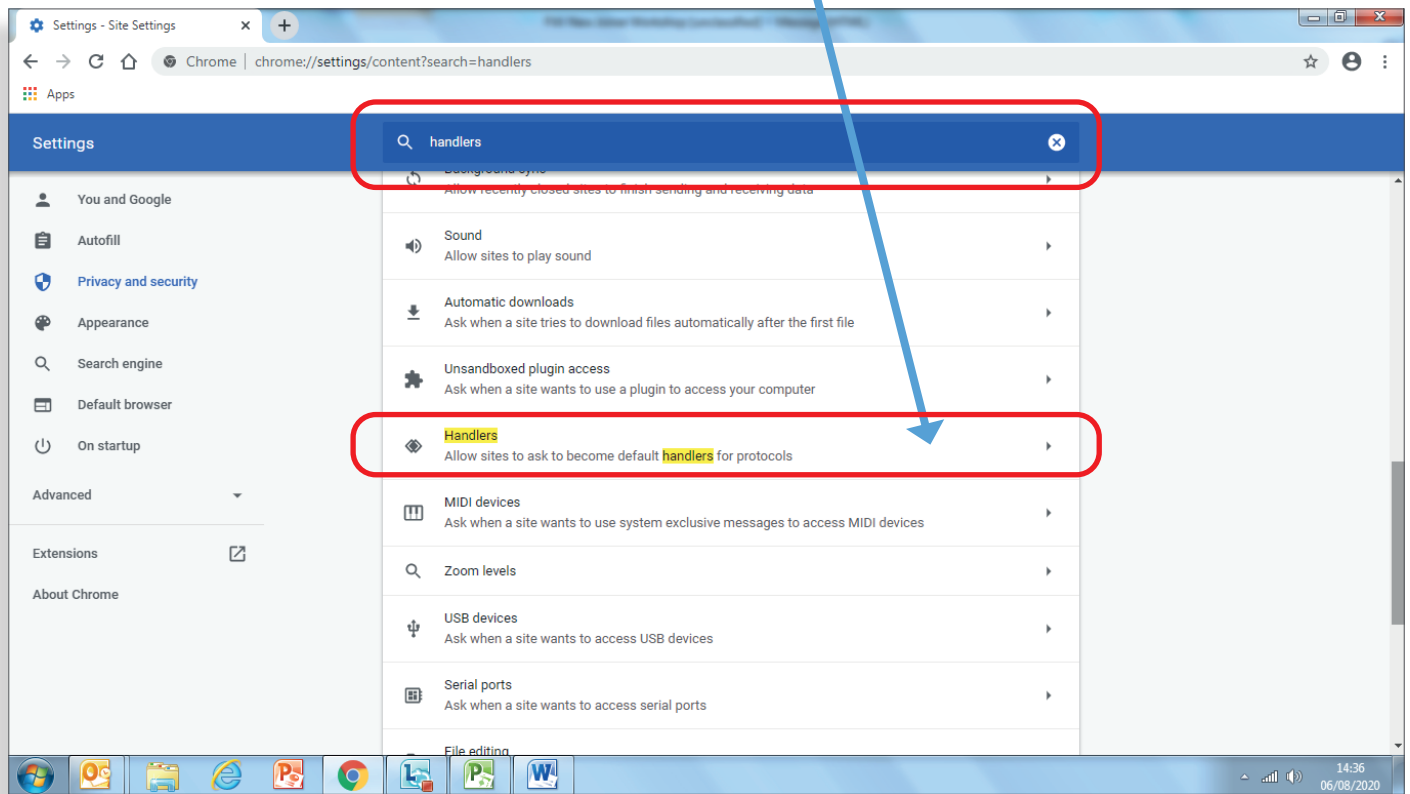 Settings - Site Settings
Chrome | chrome://settings/content?search=handlers
Apps
Settings
handlers
You and Google
Autofill
Privacy and security
Appearance
Search engine
Default browser
On startup
Advanced
Extensions
About Chrome
Background sync
Allow recently closed sites to finish sending and receiving data
Sound
Allow sites to play sound
Automatic downloads
Ask when a site tries to download files automatically after the first file
Unsandboxed plugin access
Ask when a site wants to use a plugin to access your computer
Handlers
Allow sites to ask to become default handlers for protocols
MIDI devices
Ask when a site wants to use system exclusive messages to access MIDI devices
Zoom levels
USB devices
Ask when a site wants to access USB devices
Serial ports
Ask when a site wants to access serial ports
File editing
14:36
06/08/2020